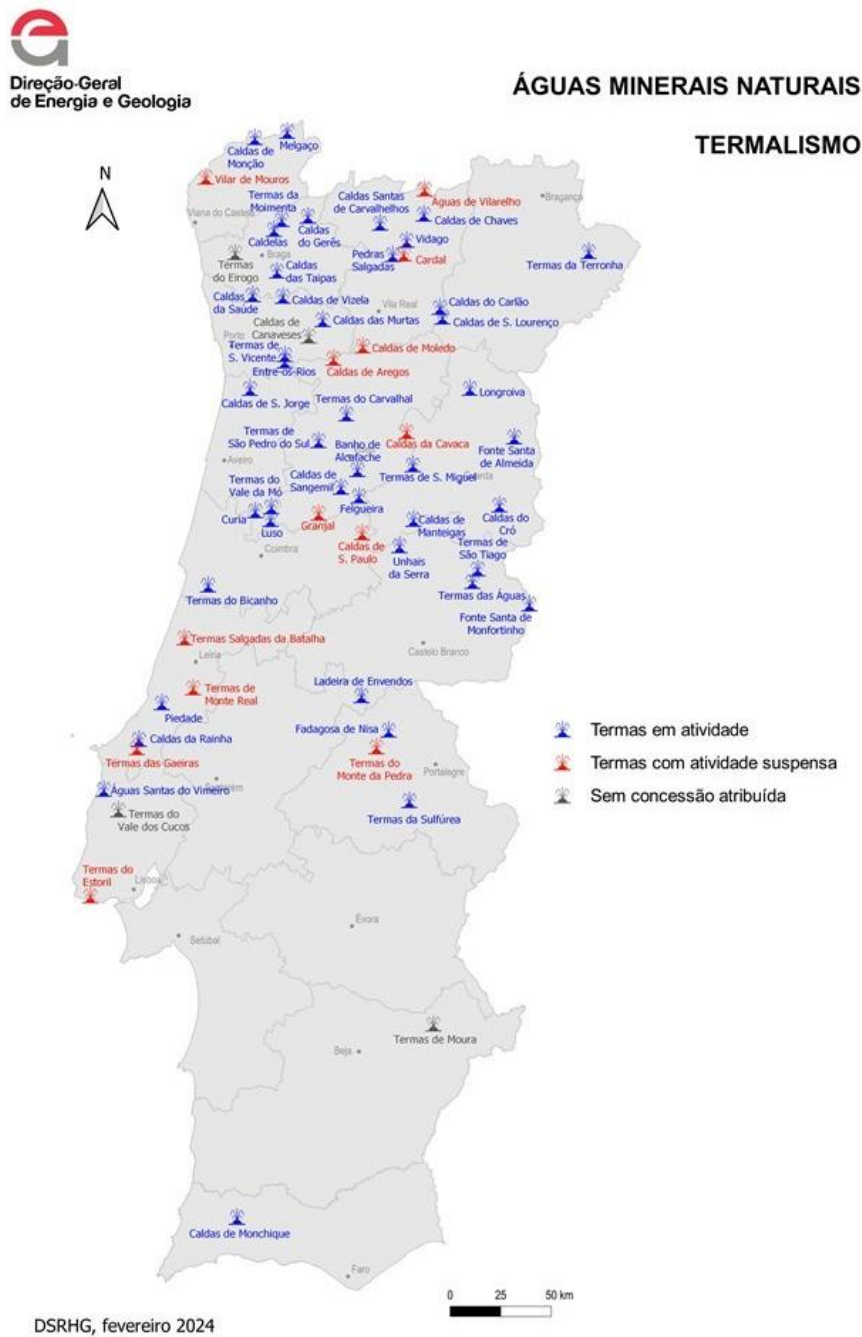 Direção-Geral
de Energia e Geologia
ÁGUAS MINERAIS NATURAIS
TERMALISMO
N
Melgaço
Caldas de
Monção
Vilar de Mouros
Viana do Castelo
Termas da
Moimenta
Caldas Santas
de Carvalhelhos
Águas de Vilarelho
Bragança
Caldas de Chaves
Caldelas
Caldas
do Gerês
Vidago
Braga
Termas
do Eirogo
Pedras
Salgadas
Cardal
Termas da Terronha
Caldas
das Taipas
Caldas
da Saúde
Caldas de Vizela
Vila Real
Caldas do Carlão
Caldas de S. Lourenço
Caldas das Murtas
Caldas de
Canaveses
Porto
Termas de
S. Vicente
Entre-os-Rios
Caldas de Moledo
Caldas de Aregos
Caldas de S. Jorge
Termas do Carvalhal
Longroiva
Termas de
São Pedro do Sul
Banho de
Alcafache
Caldas da Cavaca
Fonte Santa
de Almeida
Aveiro
Termas do
Vale da Mó
Caldas de
Sangemil
Termas de S. Miguel
Guarda
Felgueira
Curia
Luso
Granjal
Caldas de
Manteigas
Caldas do
Cró
Coimbra
Caldas de
S. Paulo
Unhais
da Serra
Termas de
São Tiago
Termas do Bicanho
Termas das Águas
Fonte Santa de
Monfortinho
Termas Salgadas da Batalha
Leiria
Castelo Branco
Termas de
Monte Real
Ladeira de Envendos
Piedade
Fadagosa de Nisa
Caldas da Rainha
Termas das Gaeiras
Termas do
Monte da Pedra
Portalegre
Santarém
Águas Santas do Vimeiro
Termas do
Vale dos Cucos
Termas da Sulfúrea
Termas em atividade
Termas com atividade suspensa
Sem concessão atribuída
Termas do
Estoril
Lisboa
Setúbal
Évora
Termas de Moura
Beja
Caldas de Monchique
Faro
0 25 50 km
DSRHG, fevereiro 2024